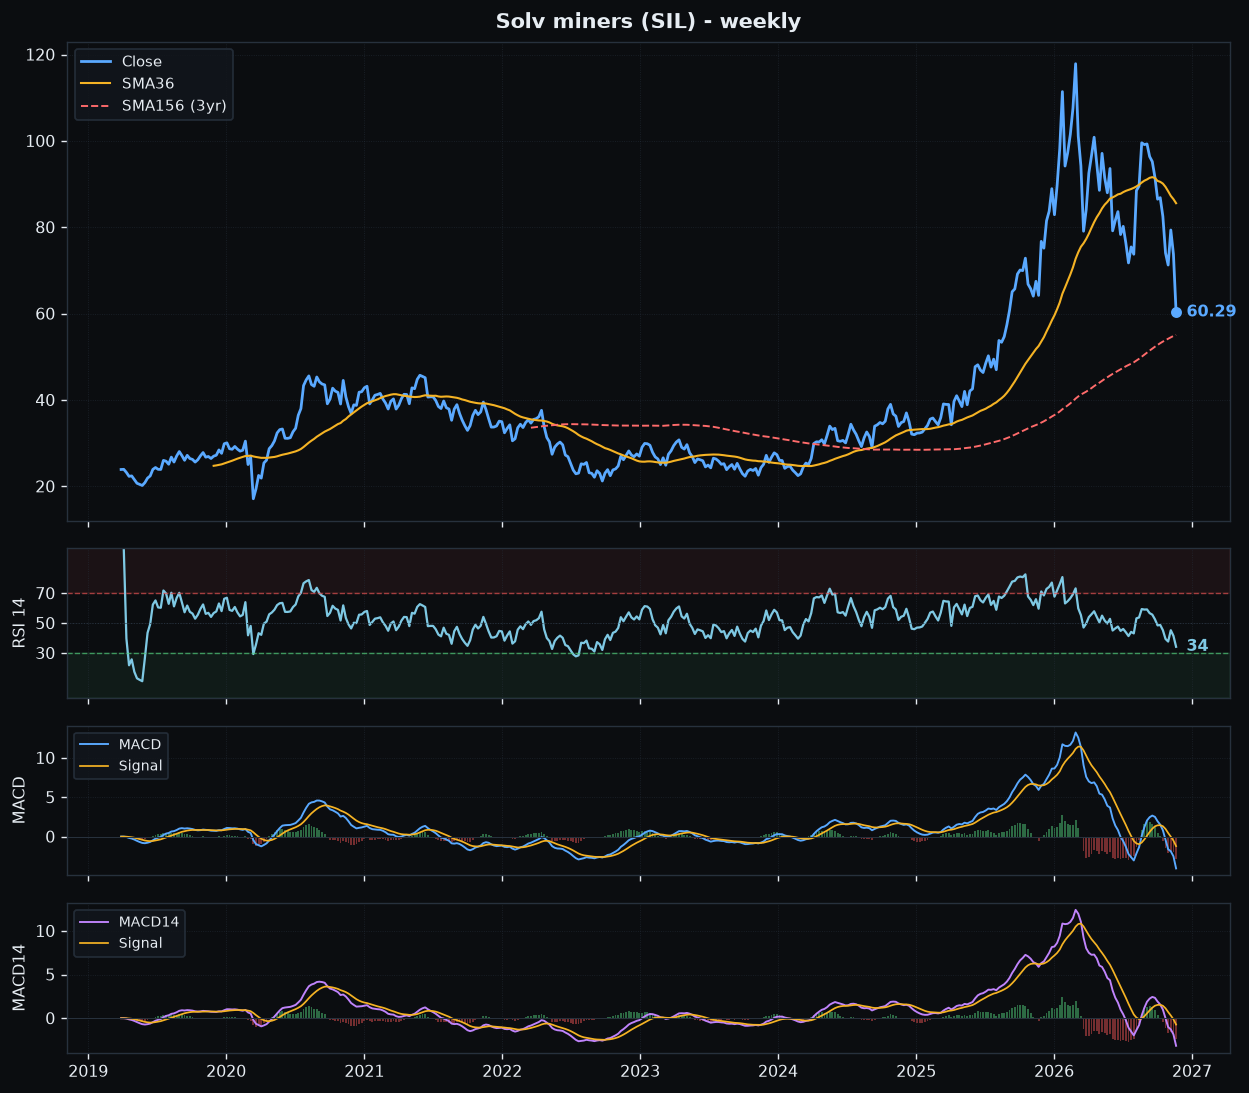 Solv miners (SIL) - weekly
Close
SMA36
SMA156 (3yr)
120
100
80
60
40
20
60.29
RSI 14
70
50
30
34
MACD
MACD
Signal
10
5
0
MACD14
MACD14
Signal
10
5
0
2019 2020 2021 2022 2023 2024 2025 2026 2027